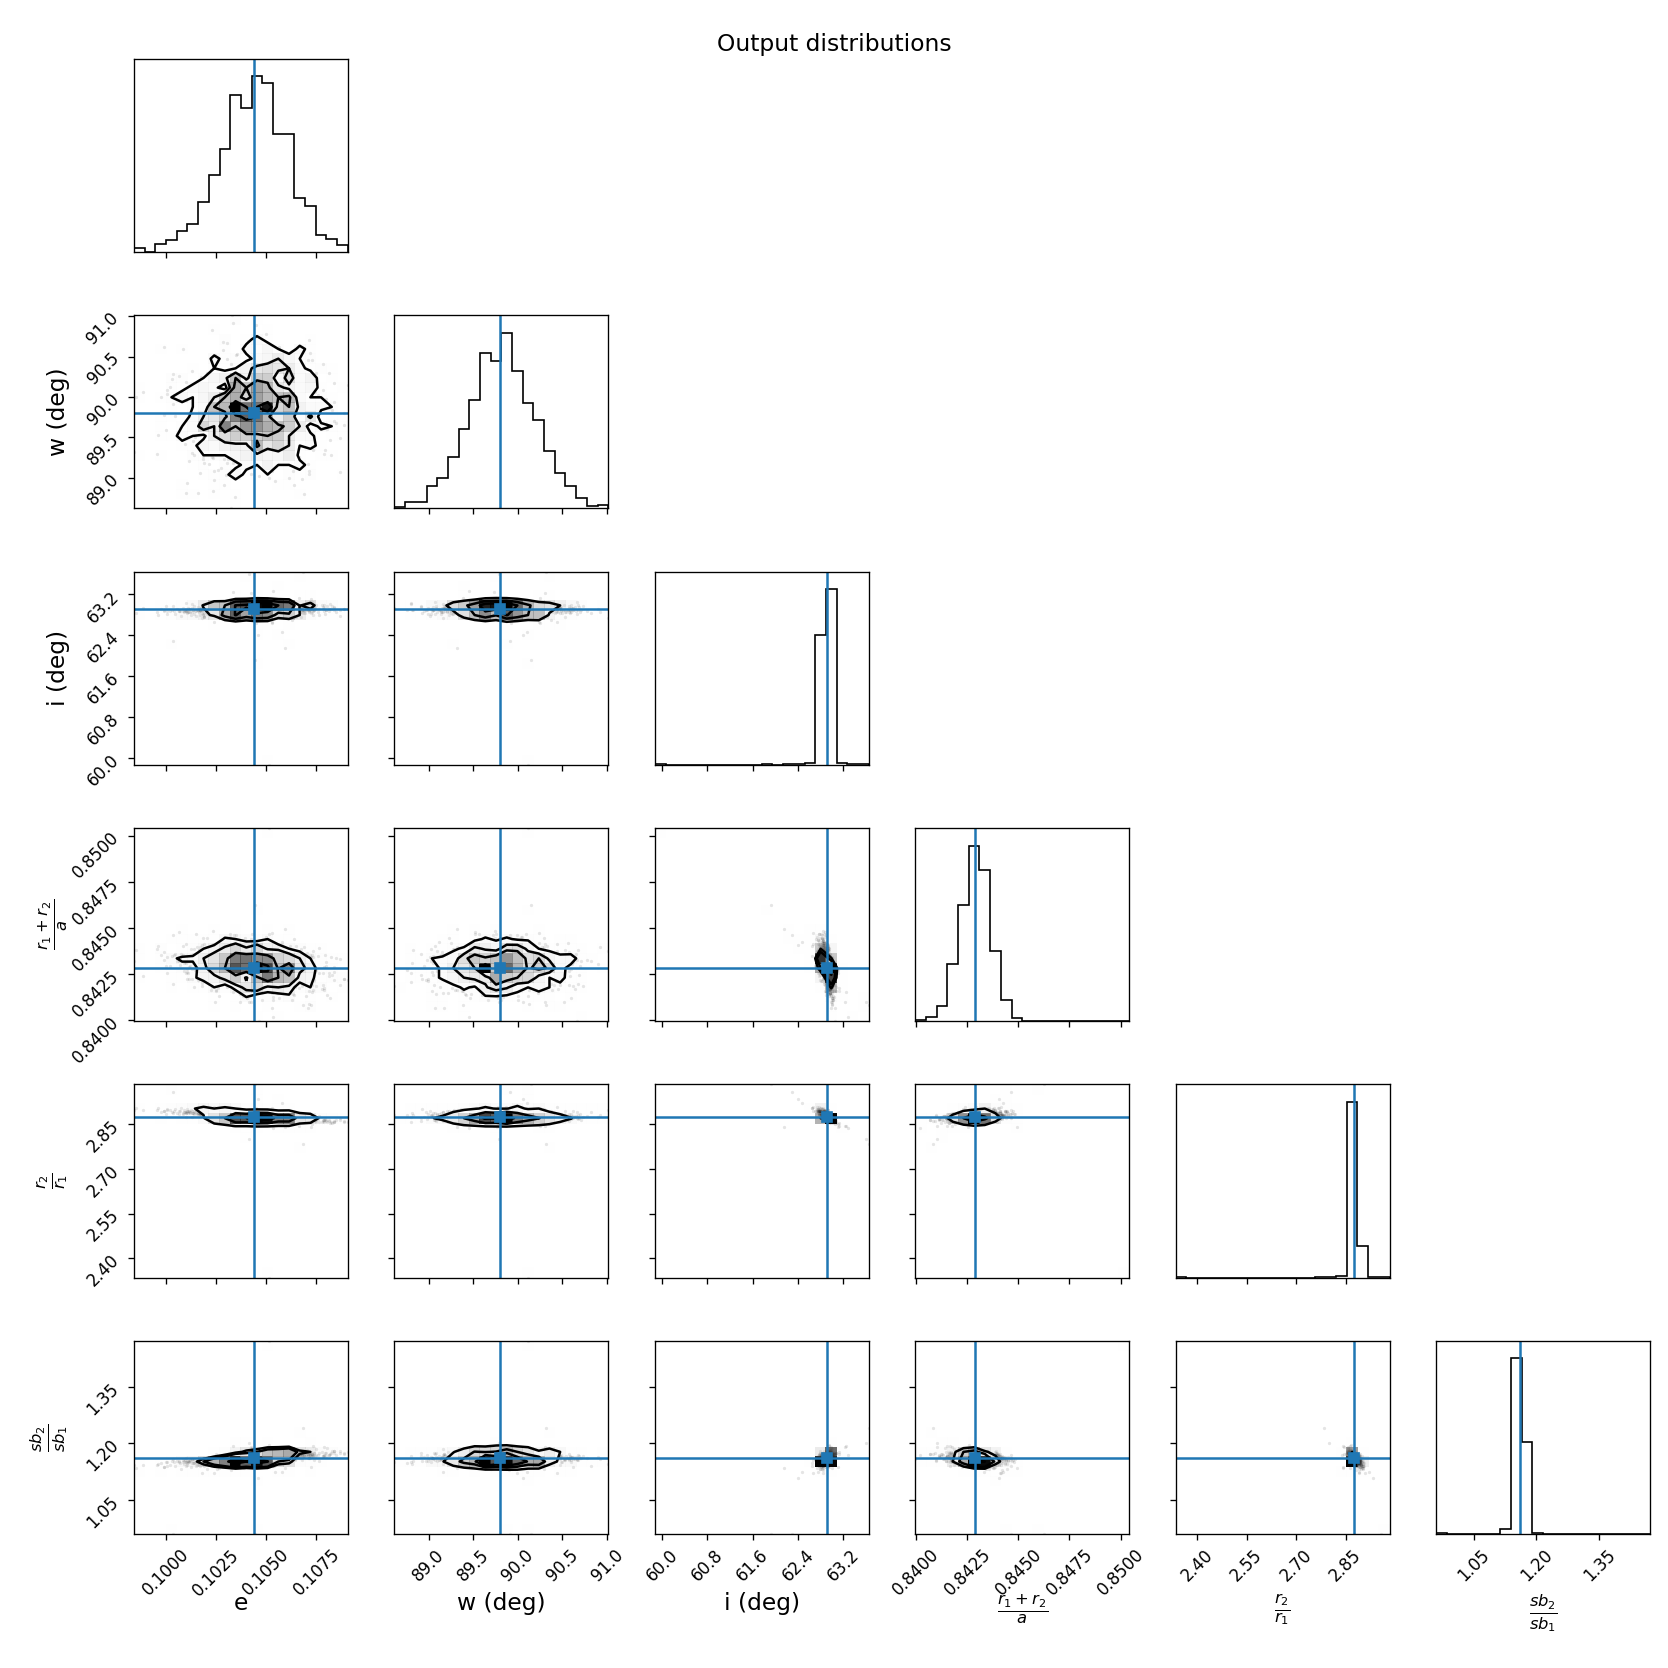 Output distributions
w (deg)
91.0
90.5
90.0
89.5
89.0
i (deg)
63.2
62.4
61.6
60.8
60.0
r₁ + r₂
a
0.8500
0.8475
0.8450
0.8425
0.8400
r₂
r₁
2.85
2.70
2.55
2.40
sb₂
sb₁
1.35
1.20
1.05
0.1000 0.1025 0.1050 0.1075
e
89.0 89.5 90.0 90.5 91.0
w (deg)
60.0 60.8 61.6 62.4 63.2
i (deg)
0.8400 0.8425 0.8450 0.8475 0.8500
r₁ + r₂
a
2.40 2.55 2.70 2.85
r₂
r₁
1.05 1.20 1.35
sb₂
sb₁